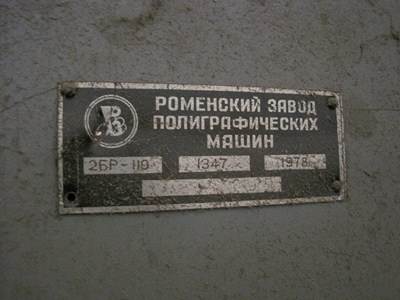 РОМЕНСКИЙ ЗАВОД
ПОЛИГРАФИЧЕСКИХ
МАШИН
2БР-110 1347 1978